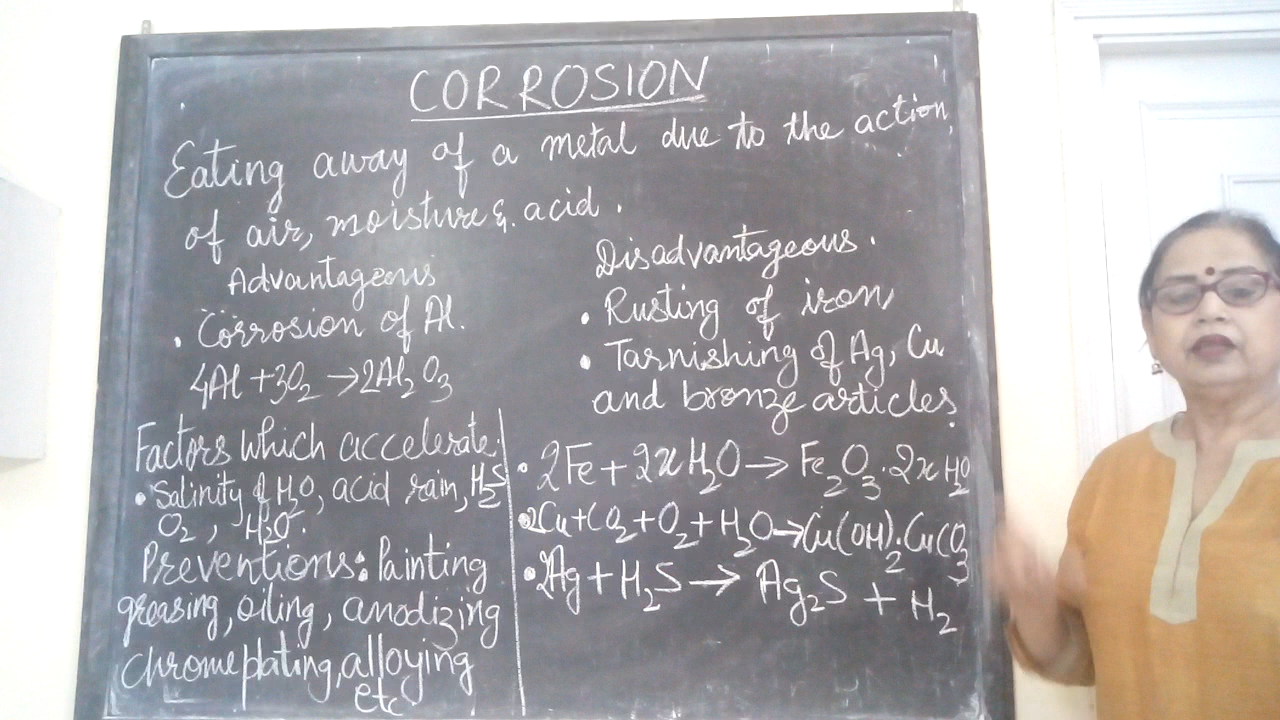 CORROSION
Eating away of a metal due to the action
of air, moisture & acid.
Advantageous
• Corrosion of Al.
4Al + 3O₂ → 2Al₂O₃
Disadvantageous.
• Rusting of iron
• Tarnishing of Ag, Cu
and bronze articles.
Factors which accelerate.
• Salinity of H₂O, acid rain, H₂S
O₂, H₂O.
Preventions: Painting
greasing, oiling, anodizing
chromeplating, alloying
etc
• 2Fe + 2xH₂O → Fe₂O₃.2xH₂O
• 2Cu+CO₂+O₂+H₂O→Cu(OH)₂.CuCO₃
• 2Ag + H₂S → Ag₂S + H₂